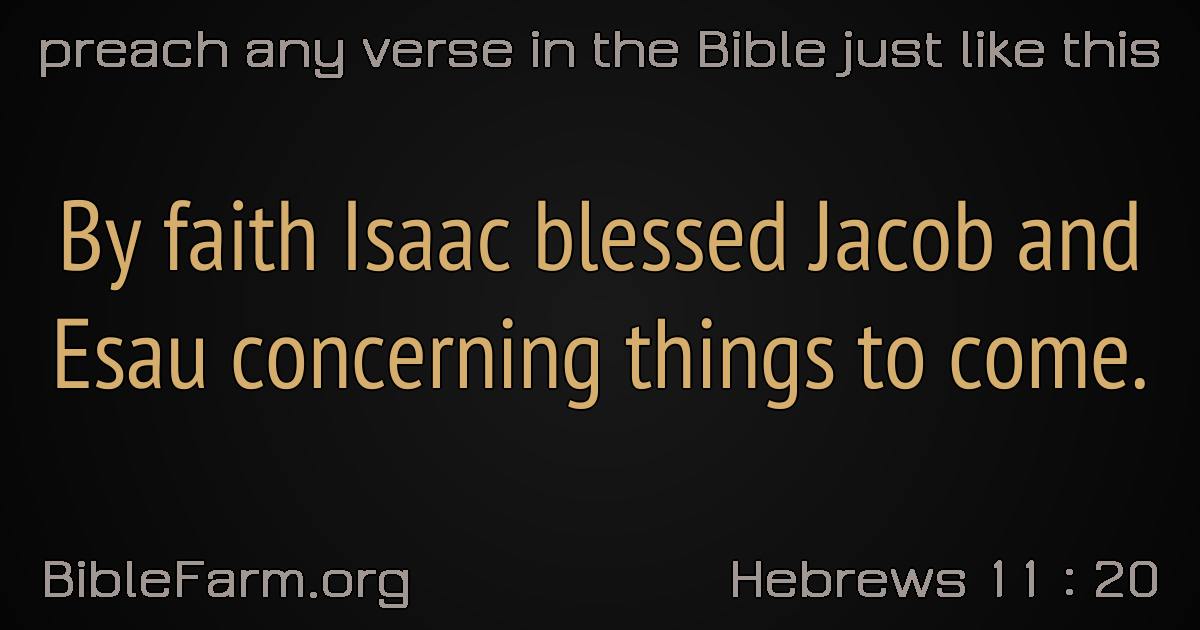 preach any verse in the Bible just like this
By faith Isaac blessed Jacob and
Esau concerning things to come.
BibleFarm.org
Hebrews 11 : 20